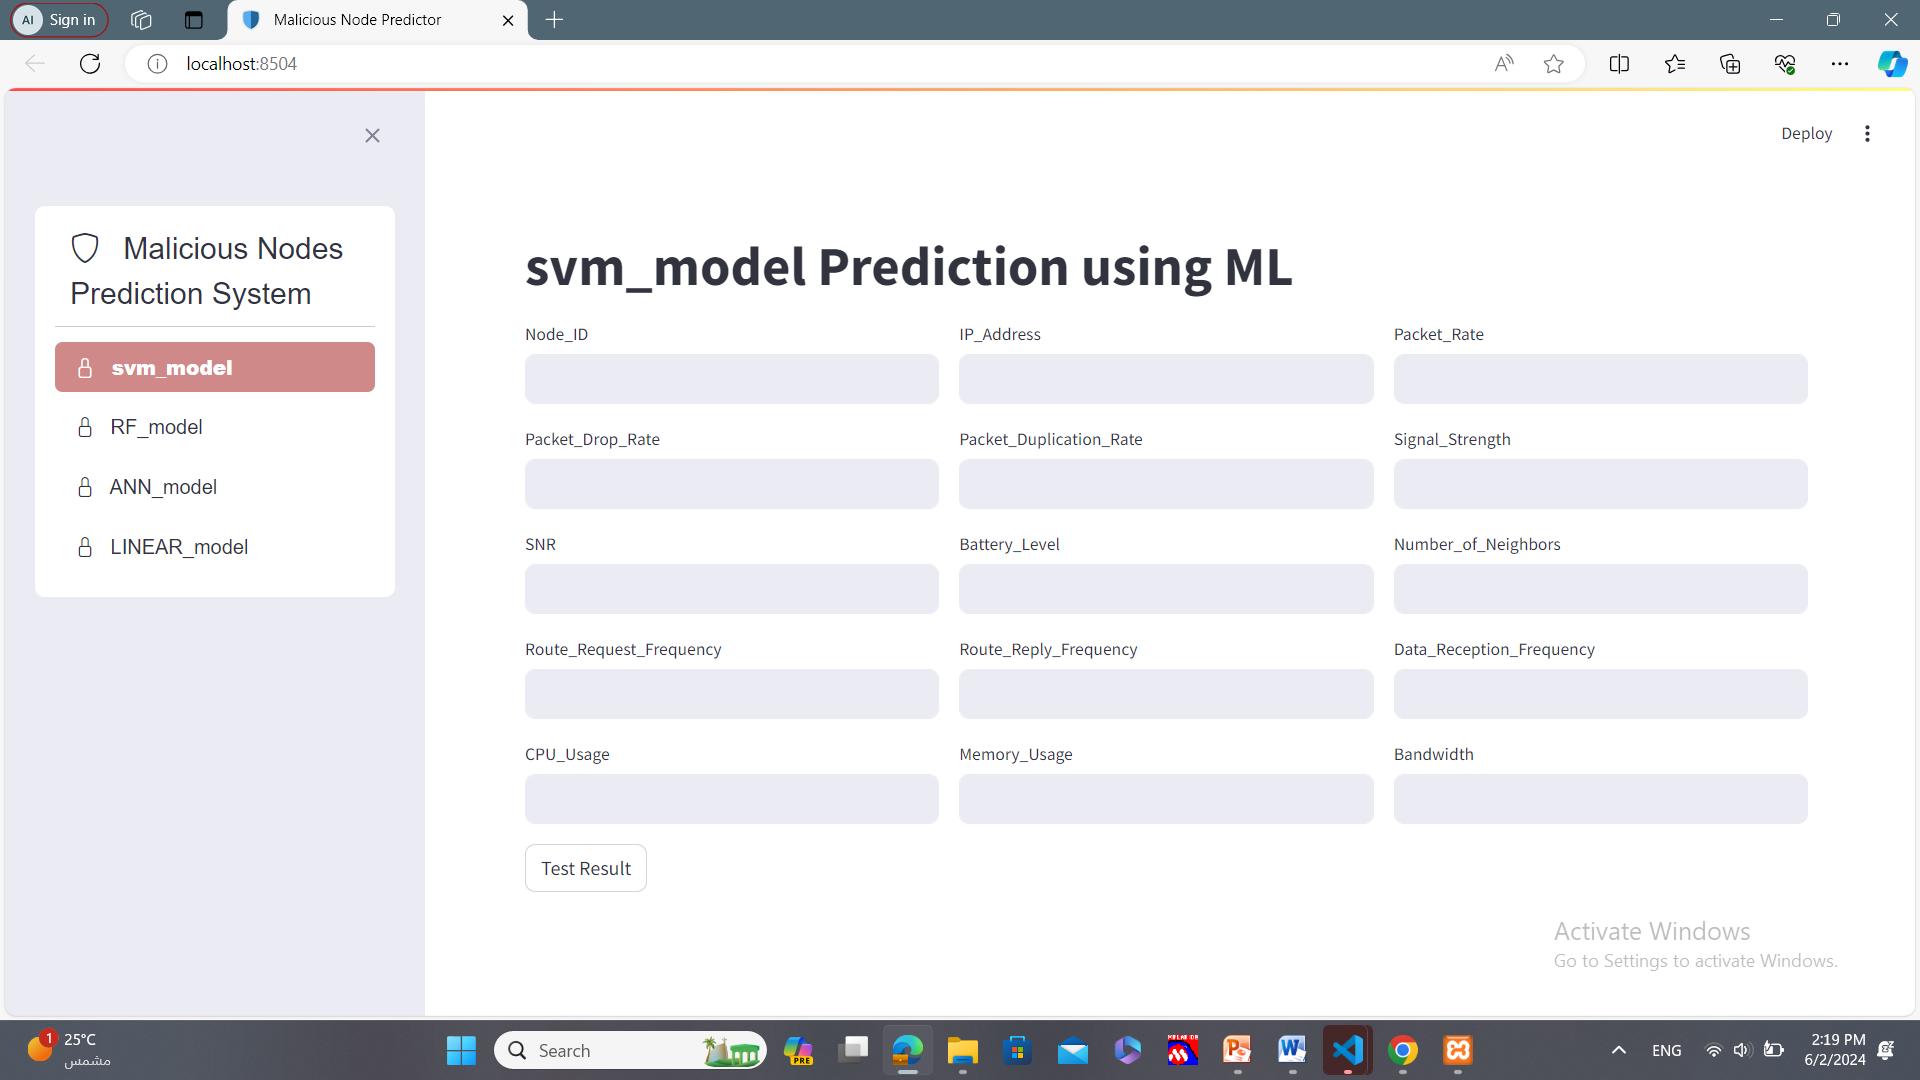 AI Sign in
Malicious Node Predictor
localhost:8504
Deploy
Malicious Nodes
Prediction System
svm_model
RF_model
ANN_model
LINEAR_model
svm_model Prediction using ML
Node_ID IP_Address Packet_Rate
Packet_Drop_Rate Packet_Duplication_Rate Signal_Strength
SNR Battery_Level Number_of_Neighbors
Route_Request_Frequency Route_Reply_Frequency Data_Reception_Frequency
CPU_Usage Memory_Usage Bandwidth
Test Result
Activate Windows
Go to Settings to activate Windows.
1 25°C
مشمس
Search
PRE
ENG
2:19 PM
6/2/2024